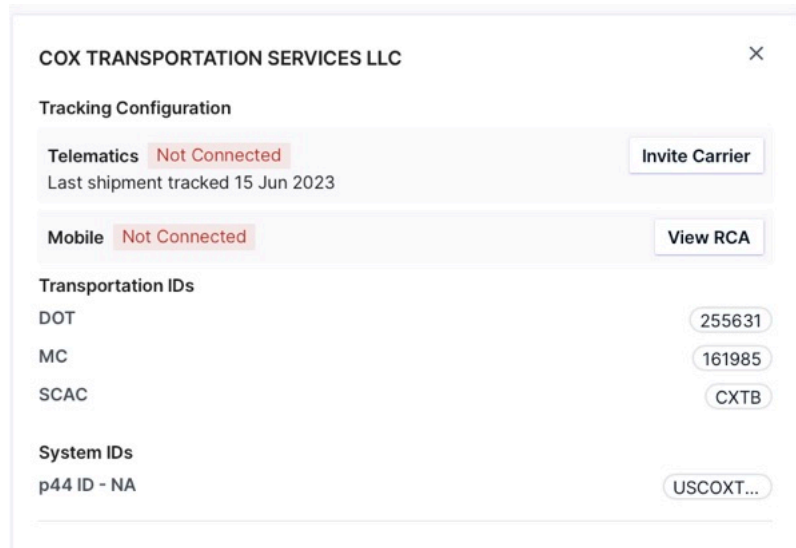 COX TRANSPORTATION SERVICES LLC ×
Tracking Configuration
Telematics Not Connected Invite Carrier
Last shipment tracked 15 Jun 2023
Mobile Not Connected View RCA
Transportation IDs
DOT 255631
MC 161985
SCAC CXTB
System IDs
p44 ID - NA USCOXT...